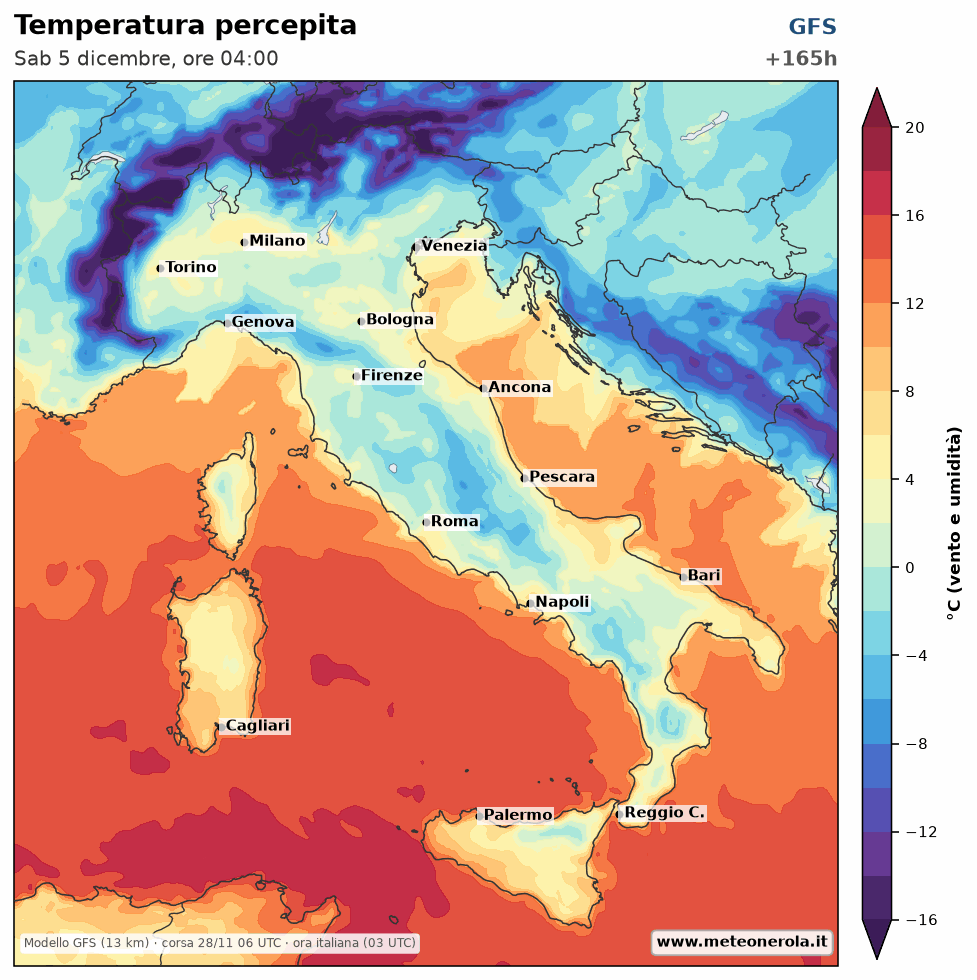 Temperatura percepita
GFS
Sab 5 dicembre, ore 04:00
+165h
20
16
12
8
4
0
−4
−8
−12
−16
°C (vento e umidità)
Milano
Venezia
Torino
Genova
Bologna
Firenze
Ancona
Pescara
Roma
Bari
Napoli
Cagliari
Palermo
Reggio C.
Modello GFS (13 km) · corsa 28/11 06 UTC · ora italiana (03 UTC)
www.meteonerola.it